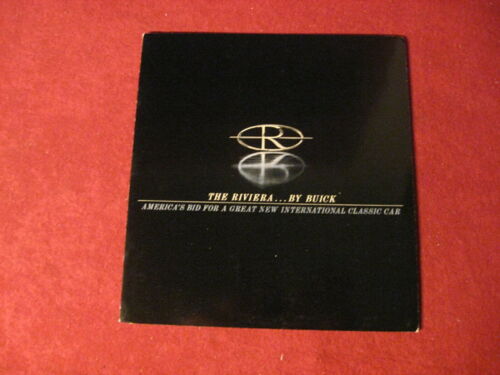 R
THE RIVIERA...BY BUICK
AMERICA'S BID FOR A GREAT NEW INTERNATIONAL CLASSIC CAR